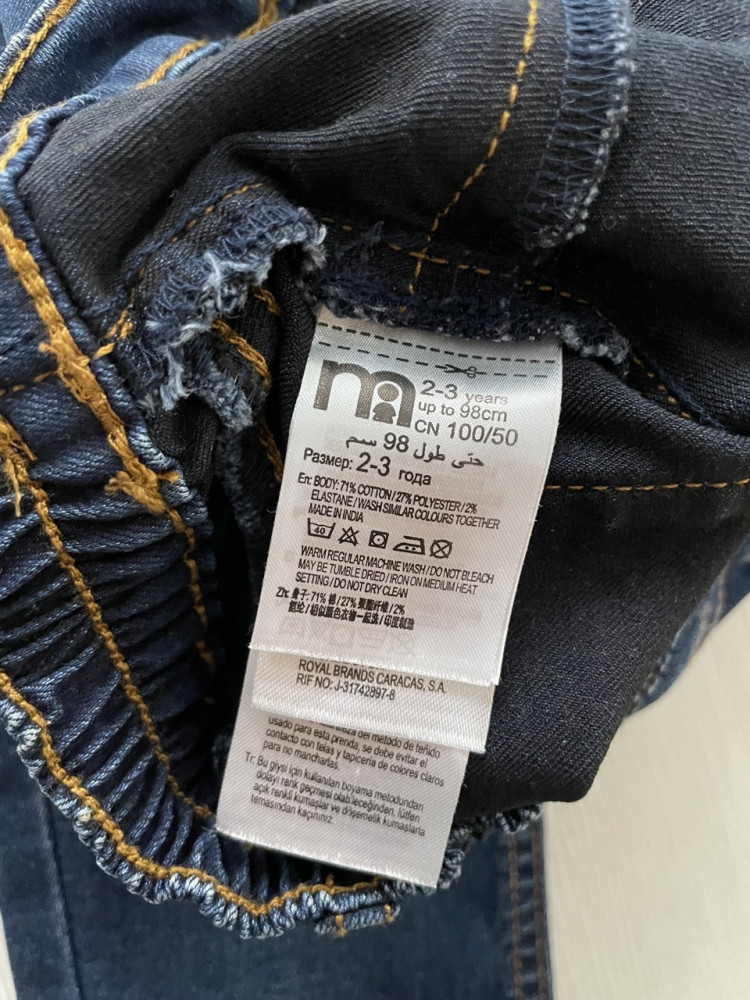 2-3 years
up to 98cm
CN 100/50
حتى طول 98 سم
Размер: 2-3 года
En: BODY: 71% COTTON / 27% POLYESTER / 2%
ELASTANE / WASH SIMILAR COLOURS TOGETHER
MADE IN INDIA
40
WARM REGULAR MACHINE WASH / DO NOT BLEACH
MAY BE TUMBLE DRIED / IRON ON MEDIUM HEAT
SETTING / DO NOT DRY CLEAN
Zh: 身子: 71% 棉 / 27% 聚酯纤维 / 2%
氨纶 / 相似颜色衣物一起洗 / 印度制造
ROYAL BRANDS CARACAS, S.A.
RIF NO: J-31742897-8
del método de teñido
usado para esta prenda, se debe evitar el
contacto con telas y tapicería de colores claros
para no mancharlas.
Tr: Bu giysi için kullanılan boyama metodundan
dolayı renk geçmesi olabileceğinden, lütfen
açık renkli kumaşlar ve döşemelik kumaşlarla
temasından kaçınınız.